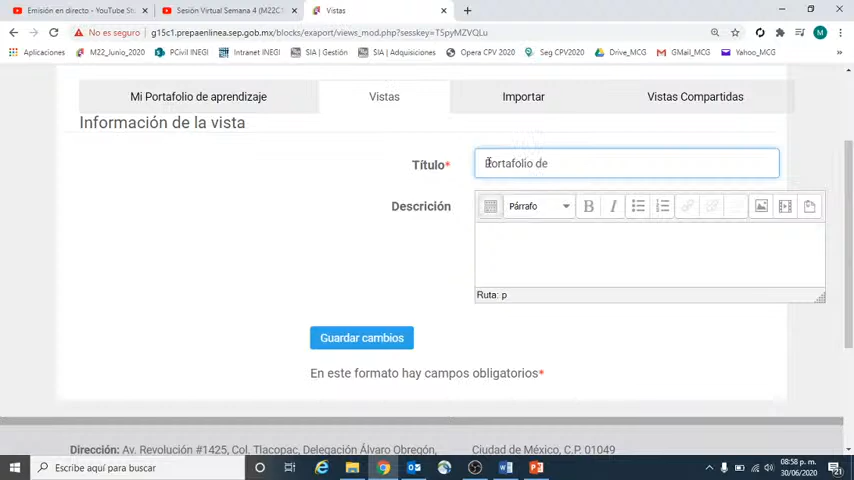 Emisión en directo - YouTube St
Sesión Virtual Semana 4 (M22C1
Vistas
No es seguro
g15c1.prepaenlinea.sep.gob.mx/blocks/exaport/views_mod.php?sesskey=T5pyMZVQLu
M
Aplicaciones
M22_Junio_2020
PCivil INEGI
Intranet INEGI
SIA | Gestión
SIA | Adquisiciones
Opera CPV 2020
Seg CPV2020
Drive_MCG
GMail_MCG
Yahoo_MCG
Mi Portafolio de aprendizaje
Vistas
Importar
Vistas Compartidas
Información de la vista
Título*
Portafolio de
Descrición
Párrafo
B
I
Ruta: p
Guardar cambios
En este formato hay campos obligatorios*
Dirección: Av. Revolución #1425, Col. Tlacopac, Delegación Álvaro Obregón,
Ciudad de México, C.P. 01049
Escribe aquí para buscar
08:58 p. m.
30/06/2020
21